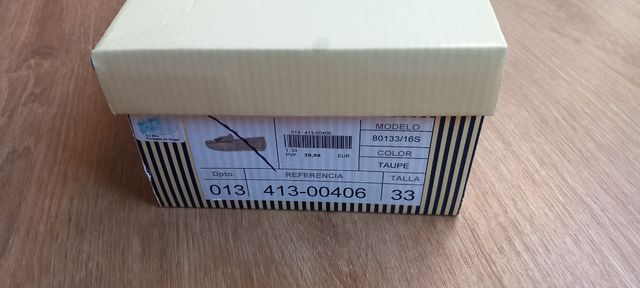 013 - 413-00406
T-33
PVP 39,99 EUR
MODELO
80133/16S
COLOR
TAUPE
Dpto. REFERENCIA TALLA
013 413-00406 33